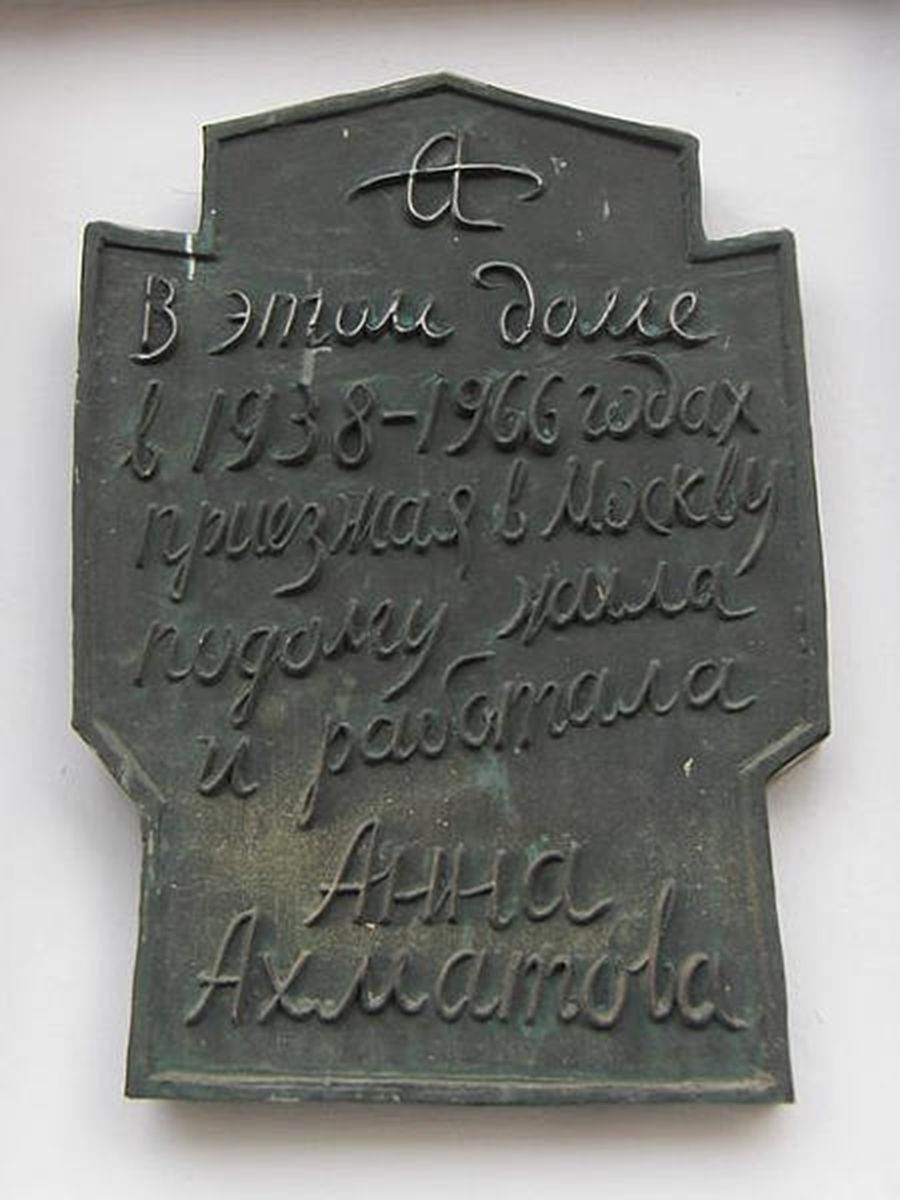 а
В этом доме
в 1938-1966 годах
приезжая в Москву
подолгу жила
и работала
Анна
Ахматова